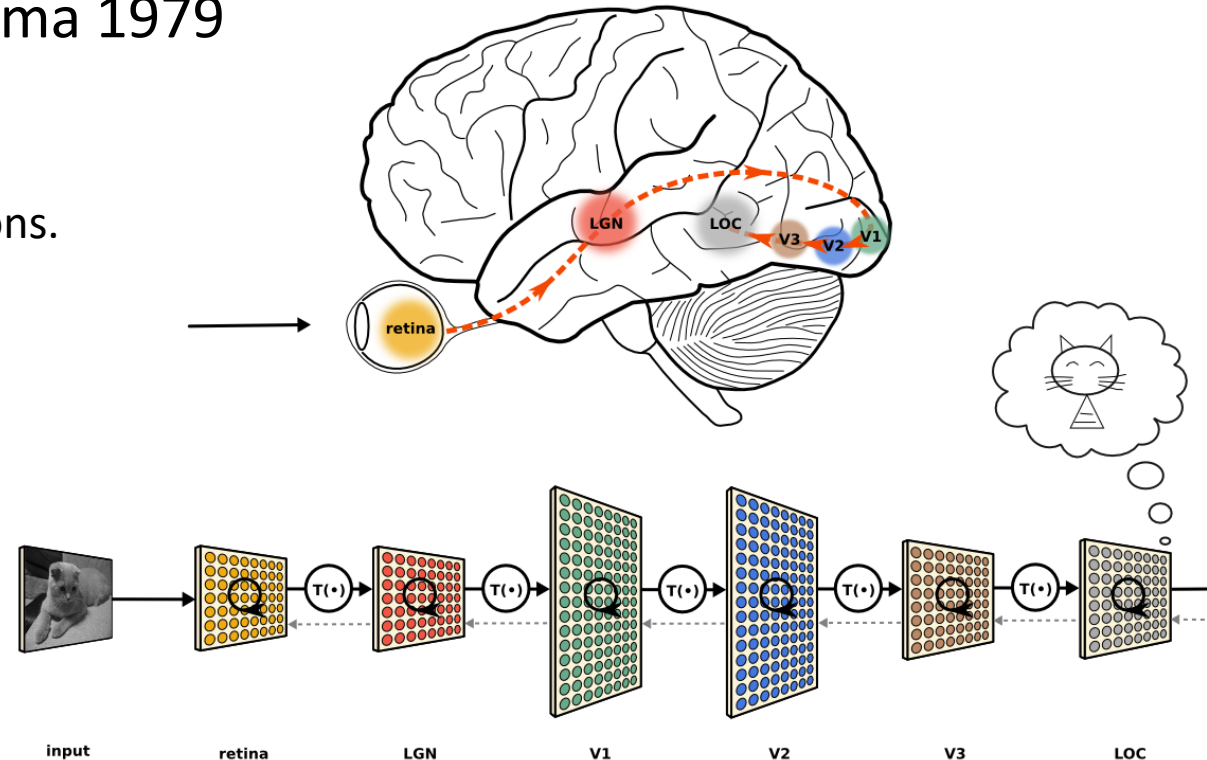 ma 1979
ons.
LGN
LOC
V3
V2
V1
retina
T(•)
T(•)
T(•)
T(•)
T(•)
input
retina
LGN
V1
V2
V3
LOC